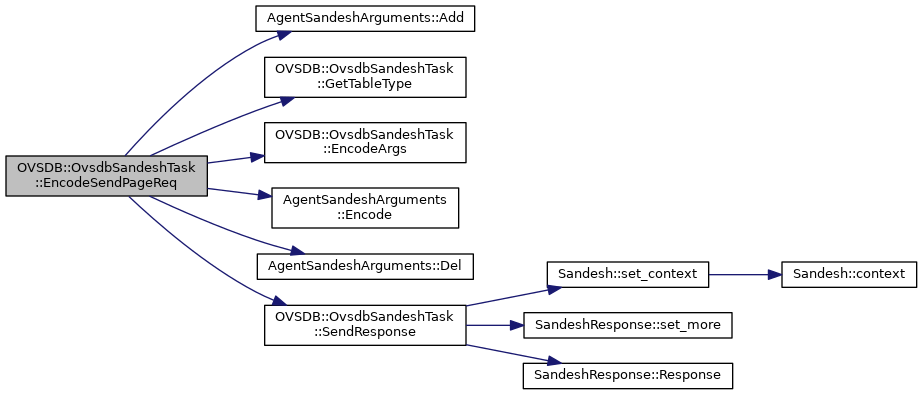 AgentSandeshArguments::Add
OVSDB::OvsdbSandeshTask
::GetTableType
OVSDB::OvsdbSandeshTask
::EncodeArgs
OVSDB::OvsdbSandeshTask
::EncodeSendPageReq
AgentSandeshArguments
::Encode
AgentSandeshArguments::Del
OVSDB::OvsdbSandeshTask
::SendResponse
Sandesh::set_context
Sandesh::context
SandeshResponse::set_more
SandeshResponse::Response